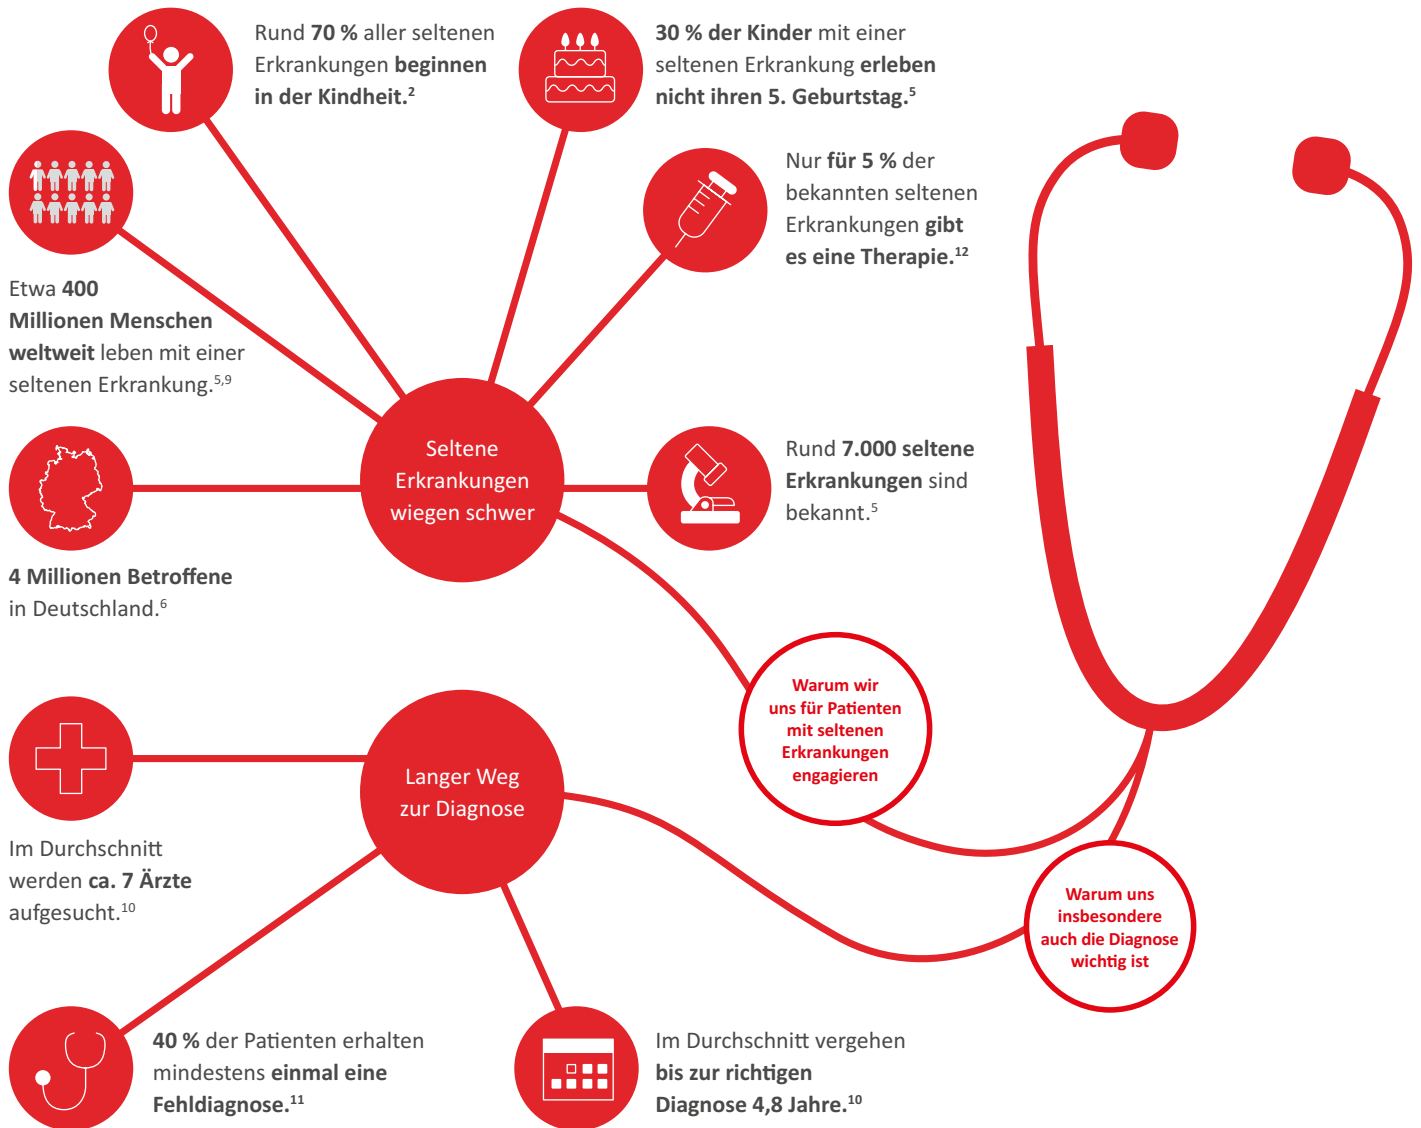 Rund 70 % aller seltenen
Erkrankungen beginnen
in der Kindheit.²
30 % der Kinder mit einer
seltenen Erkrankung erleben
nicht ihren 5. Geburtstag.⁵
Nur für 5 % der
bekannten seltenen
Erkrankungen gibt
es eine Therapie.¹²
Etwa 400
Millionen Menschen
weltweit leben mit einer
seltenen Erkrankung.⁵,⁹
Seltene
Erkrankungen
wiegen schwer
Rund 7.000 seltene
Erkrankungen sind
bekannt.⁵
4 Millionen Betroffene
in Deutschland.⁶
Warum wir
uns für Patienten
mit seltenen
Erkrankungen
engagieren
Langer Weg
zur Diagnose
Im Durchschnitt
werden ca. 7 Ärzte
aufgesucht.¹⁰
Warum uns
insbesondere
auch die Diagnose
wichtig ist
40 % der Patienten erhalten
mindestens einmal eine
Fehldiagnose.¹¹
Im Durchschnitt vergehen
bis zur richtigen
Diagnose 4,8 Jahre.¹⁰